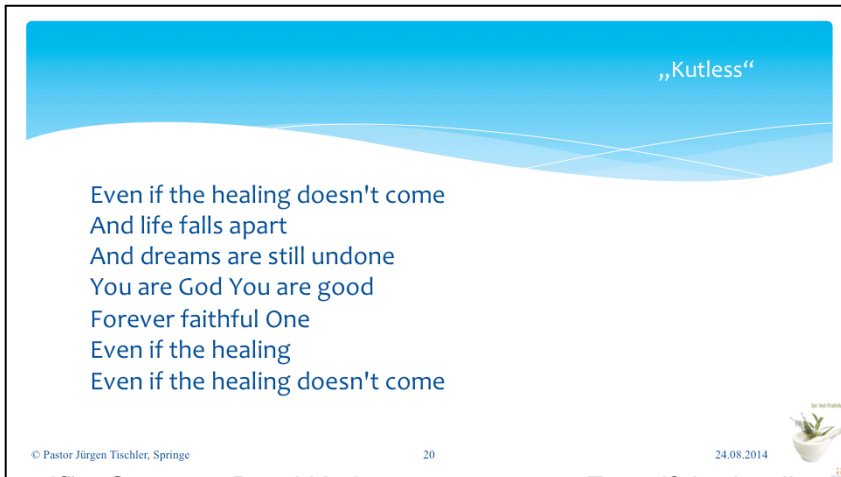 „Kutless“
Even if the healing doesn't come
And life falls apart
And dreams are still undone
You are God You are good
Forever faithful One
Even if the healing
Even if the healing doesn't come
© Pastor Jürgen Tischler, Springe 20 24.08.2014